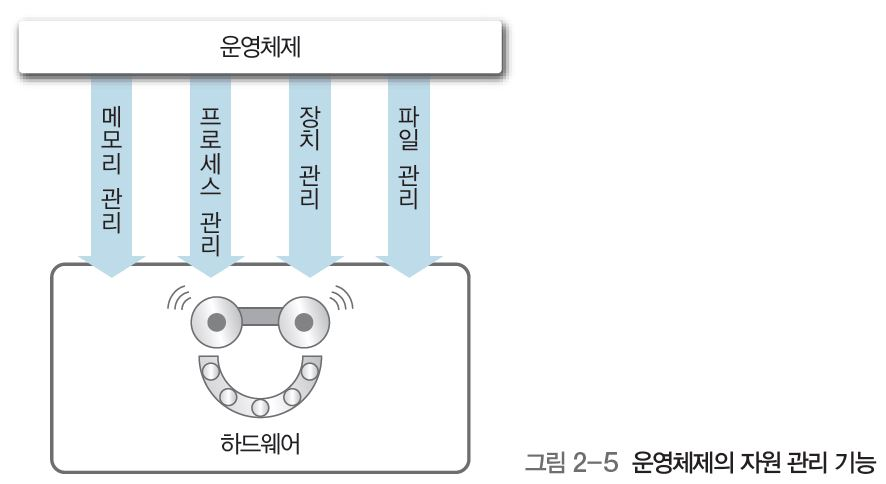 운영체제
메모리 관리
프로세스 관리
장치 관리
파일 관리
하드웨어
그림 2-5 운영체제의 자원 관리 기능